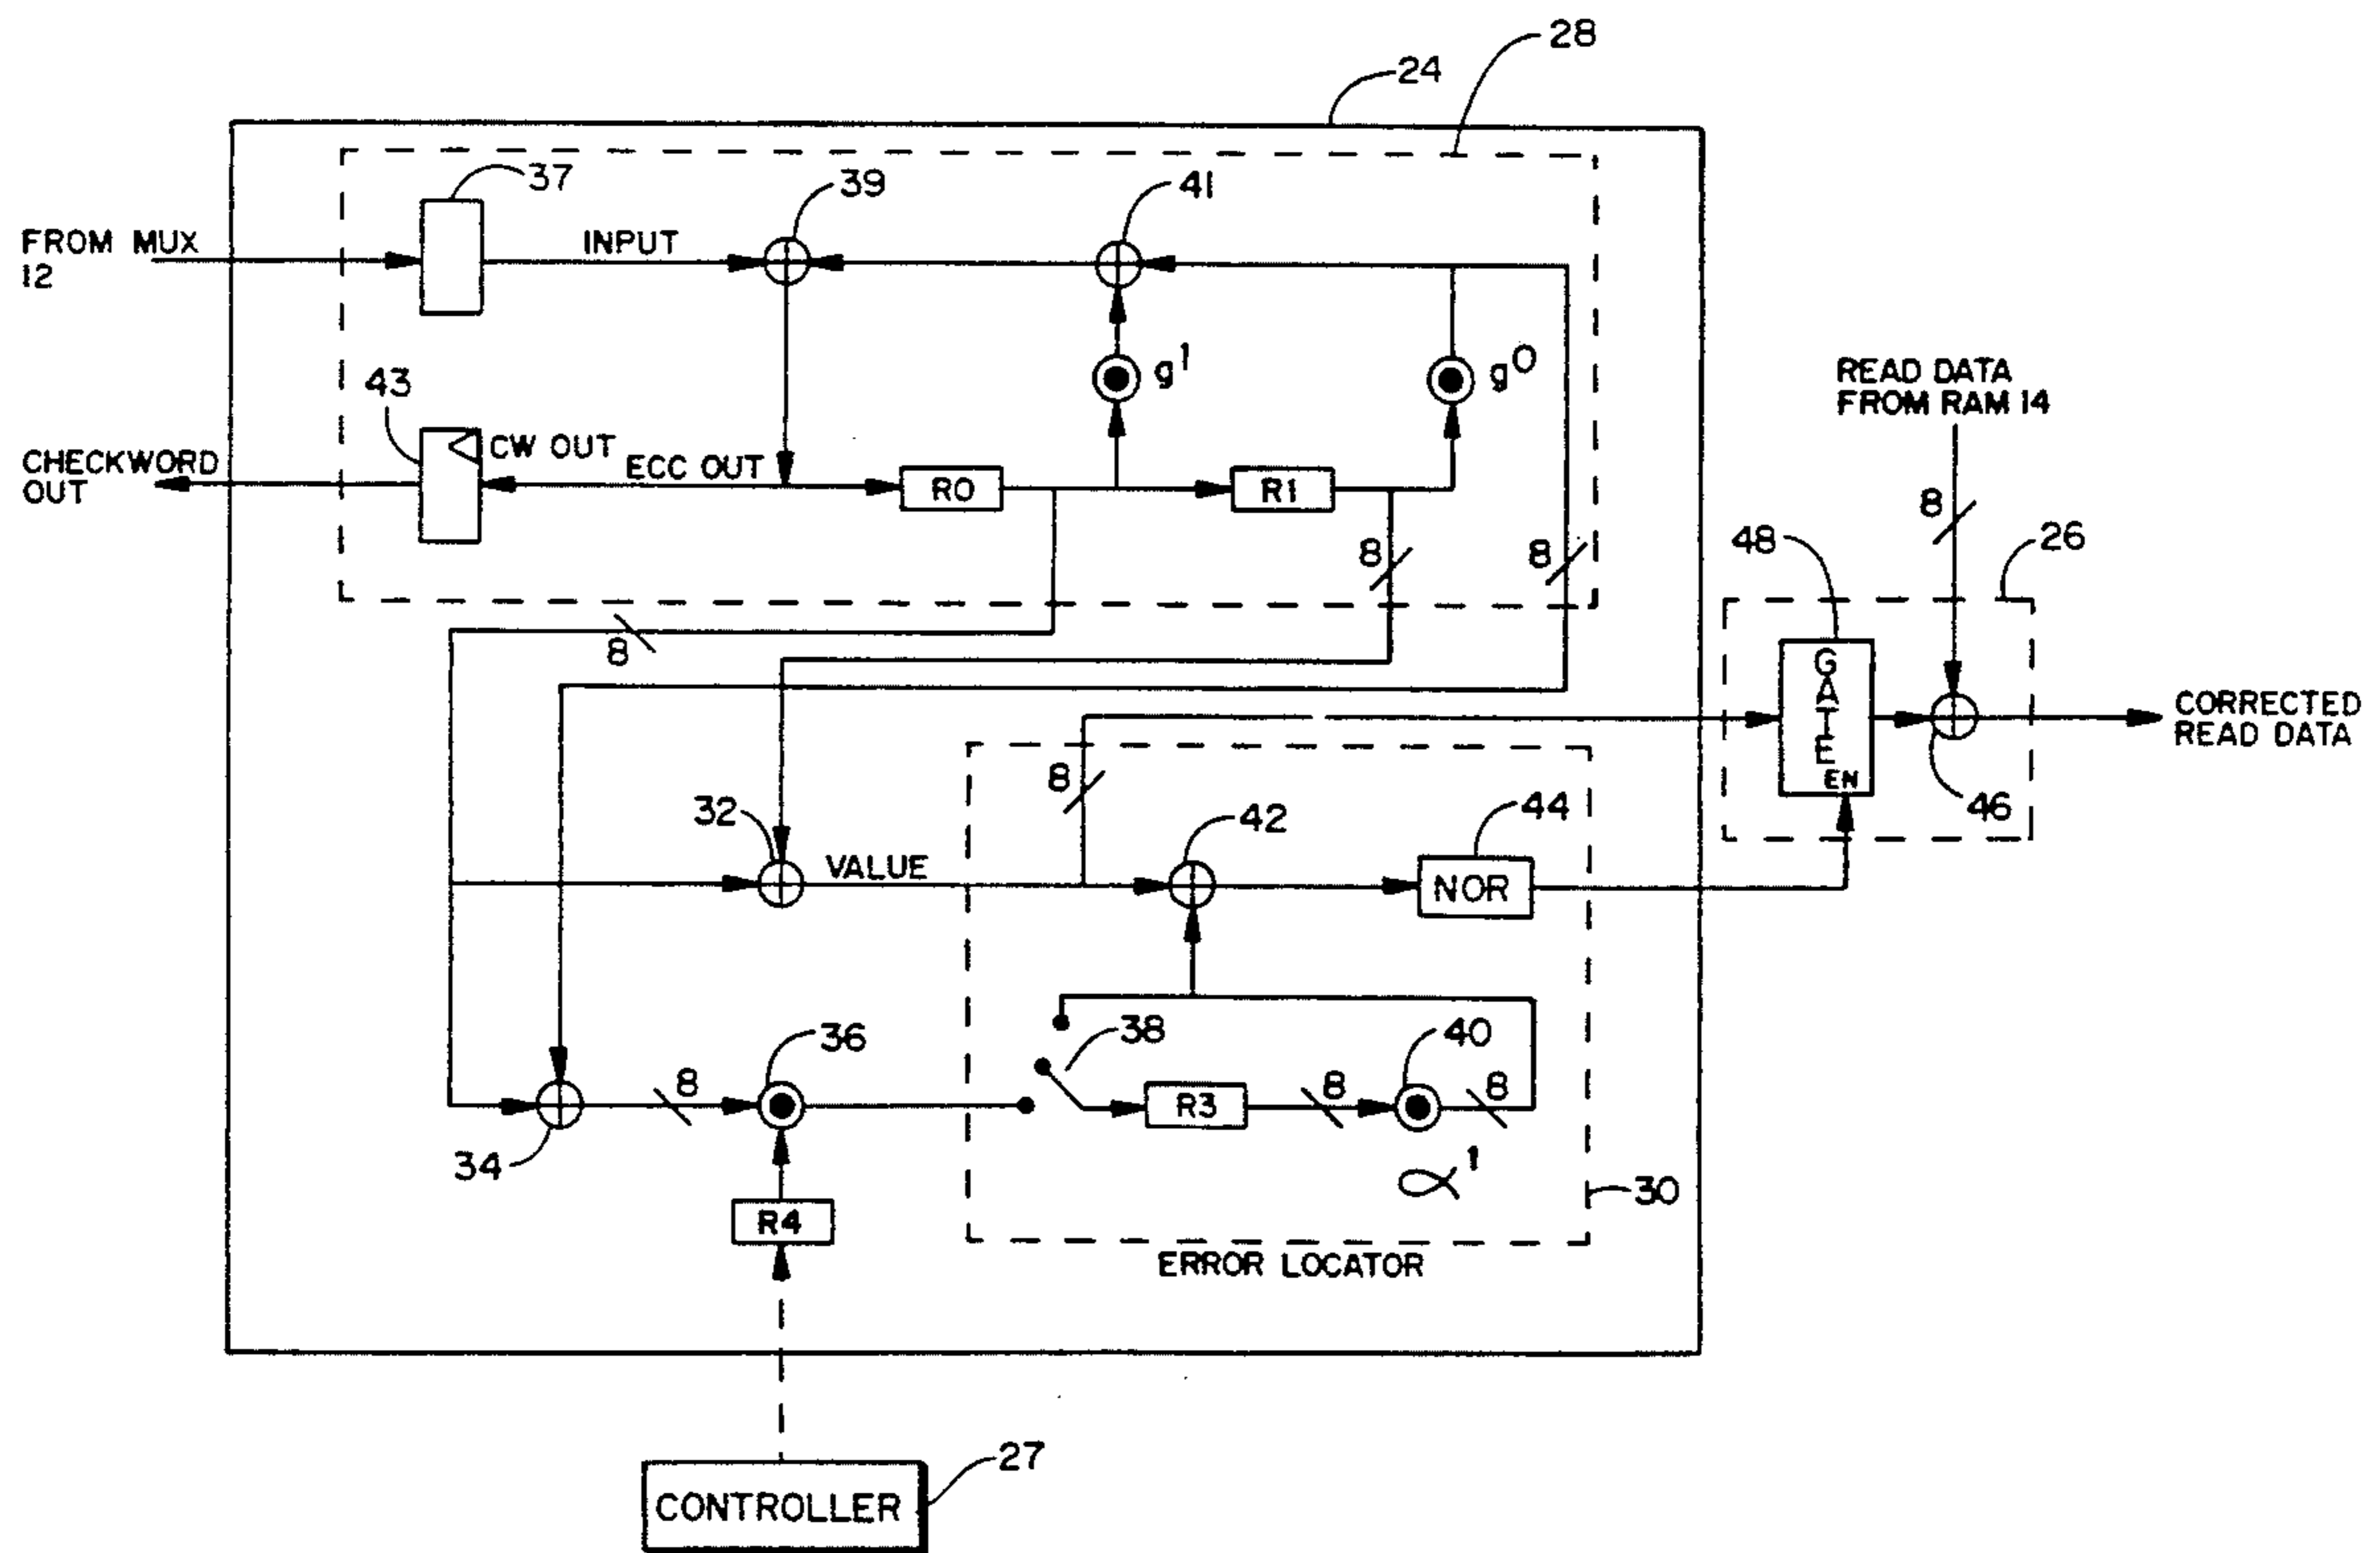 28
24
37
39
41
FROM MUX
12
INPUT
g1
g0
43
CW OUT
CHECKWORD
OUT
ECC OUT
R0
R1
8
8
8
READ DATA
FROM RAM 14
8
26
48
GATE
EN
46
CORRECTED
READ DATA
8
32
VALUE
42
44
NOR
36
38
40
8
R3
8
8
34
α1
R4
30
ERROR LOCATOR
27
CONTROLLER